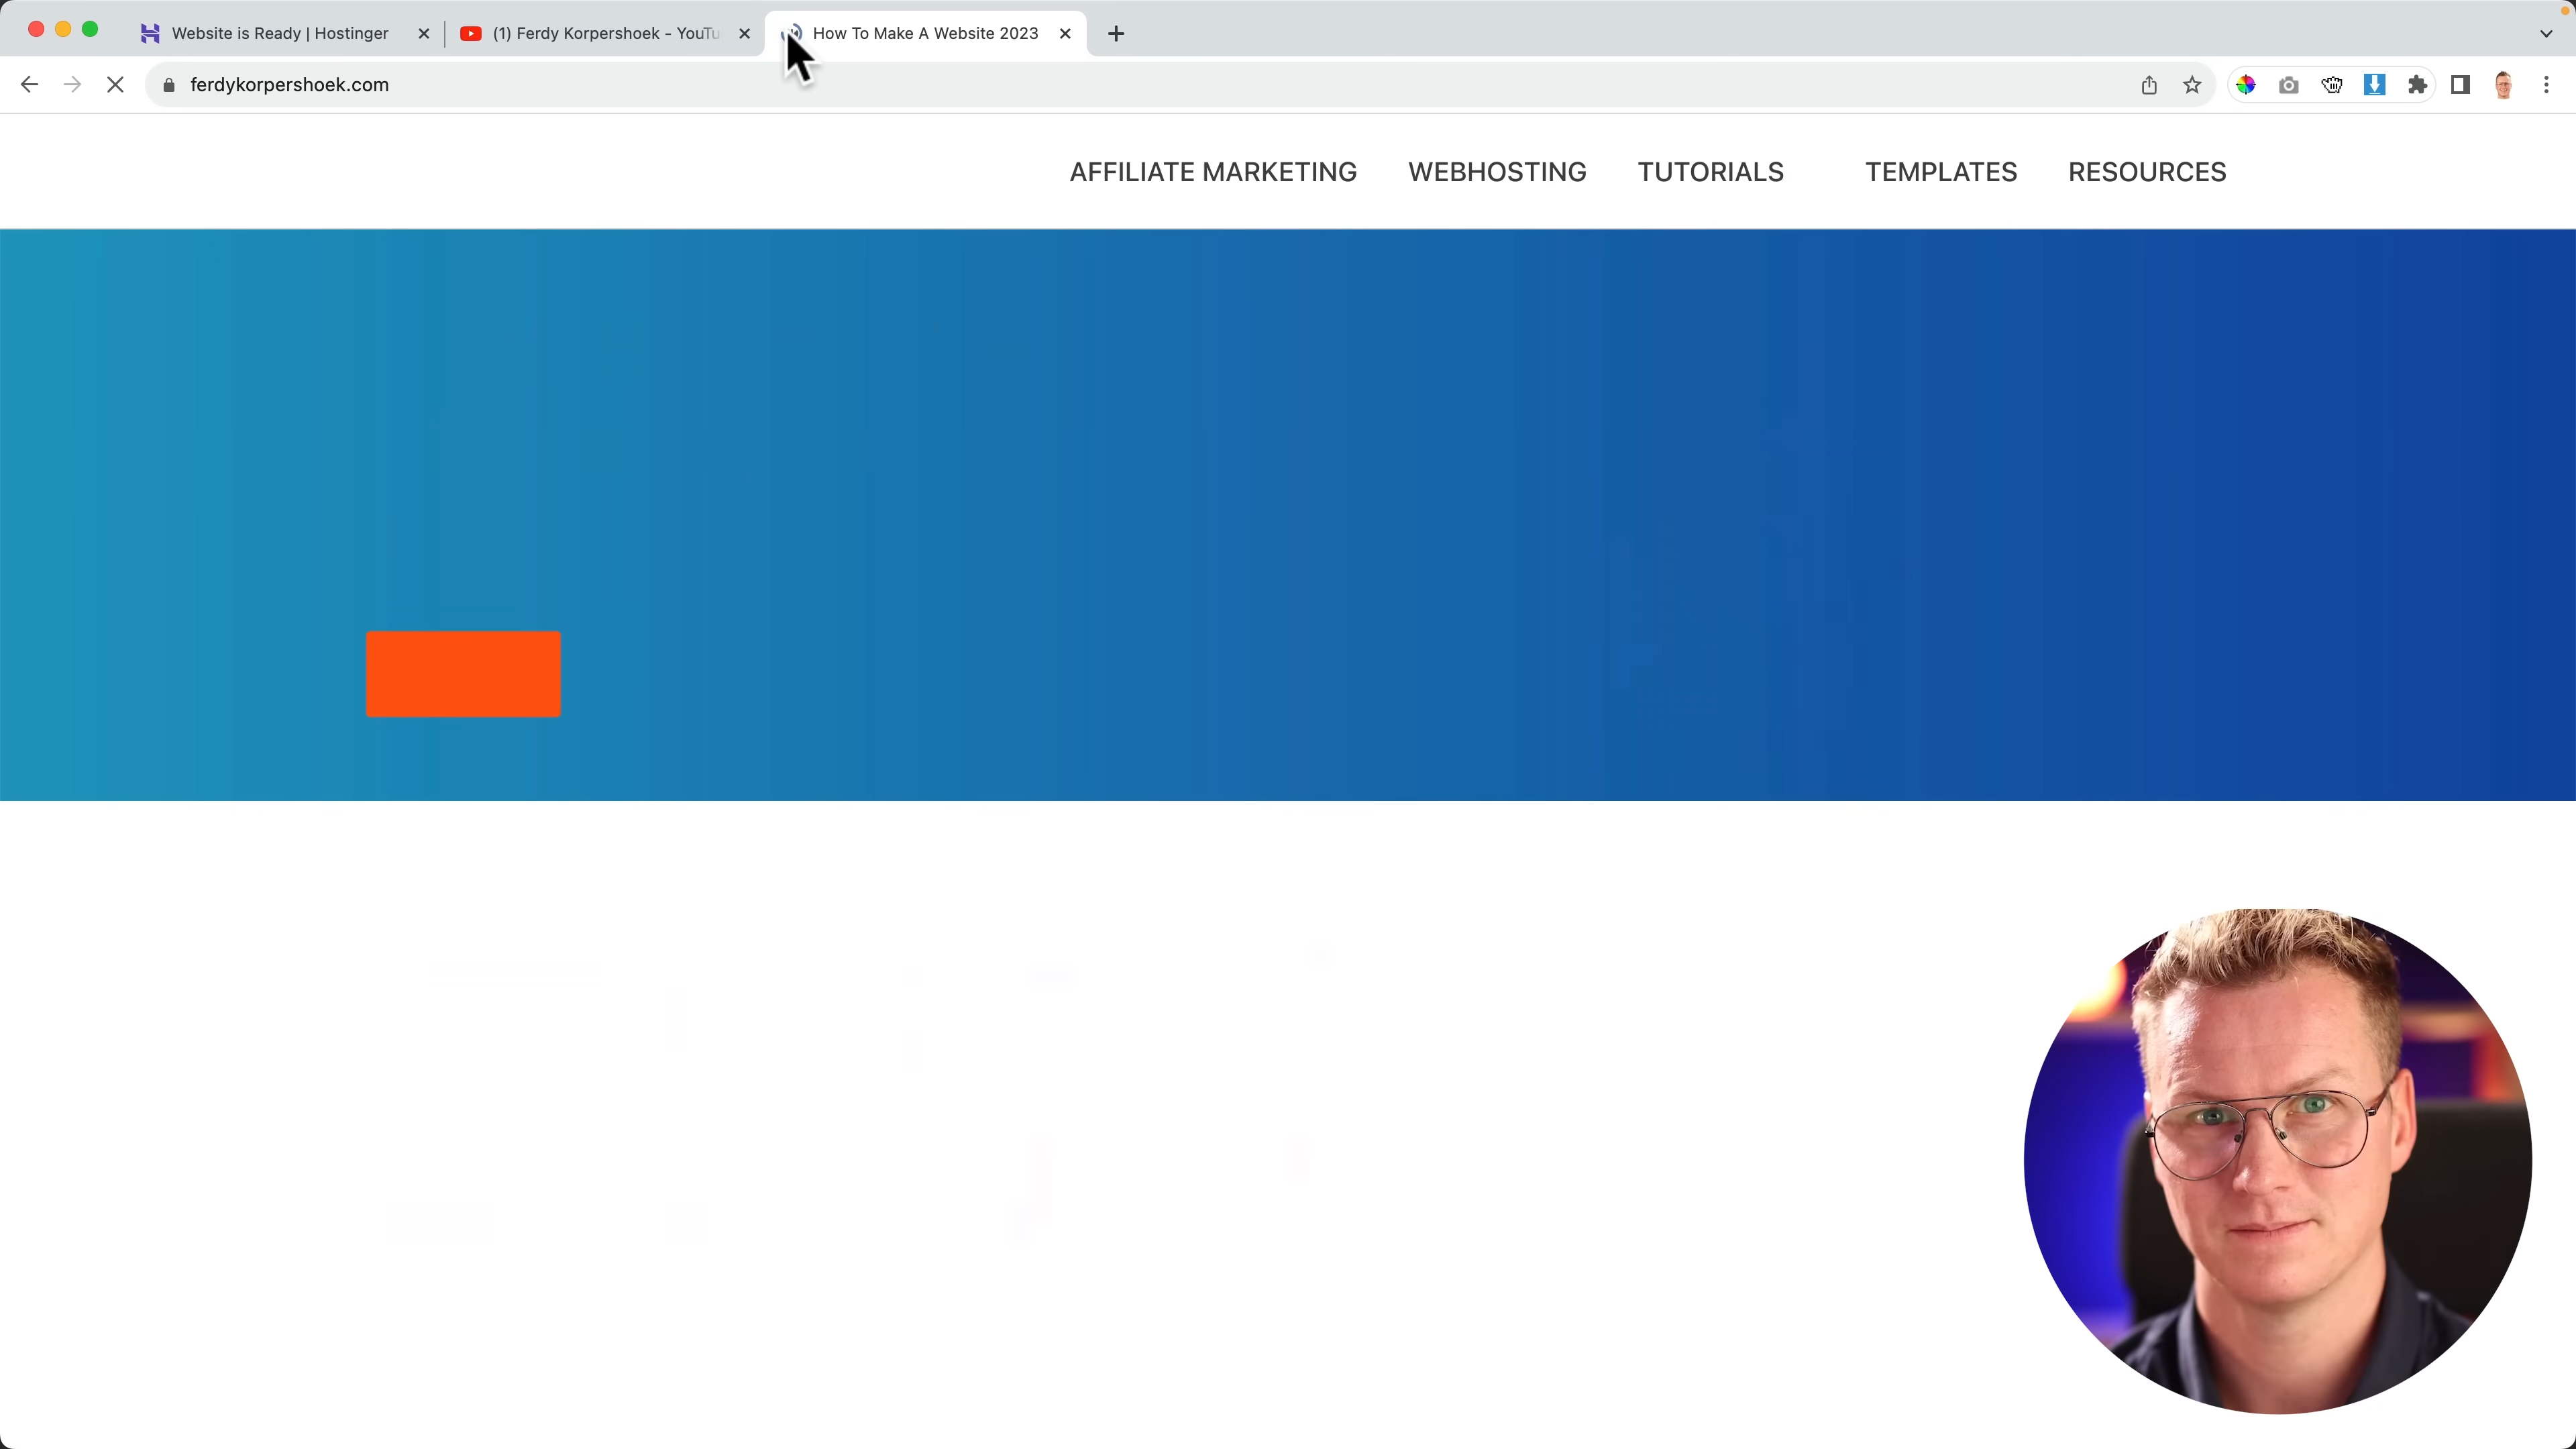 Website is Ready | Hostinger
(1) Ferdy Korpershoek - YouTu
How To Make A Website 2023
ferdykorpershoek.com
AFFILIATE MARKETING
WEBHOSTING
TUTORIALS
TEMPLATES
RESOURCES